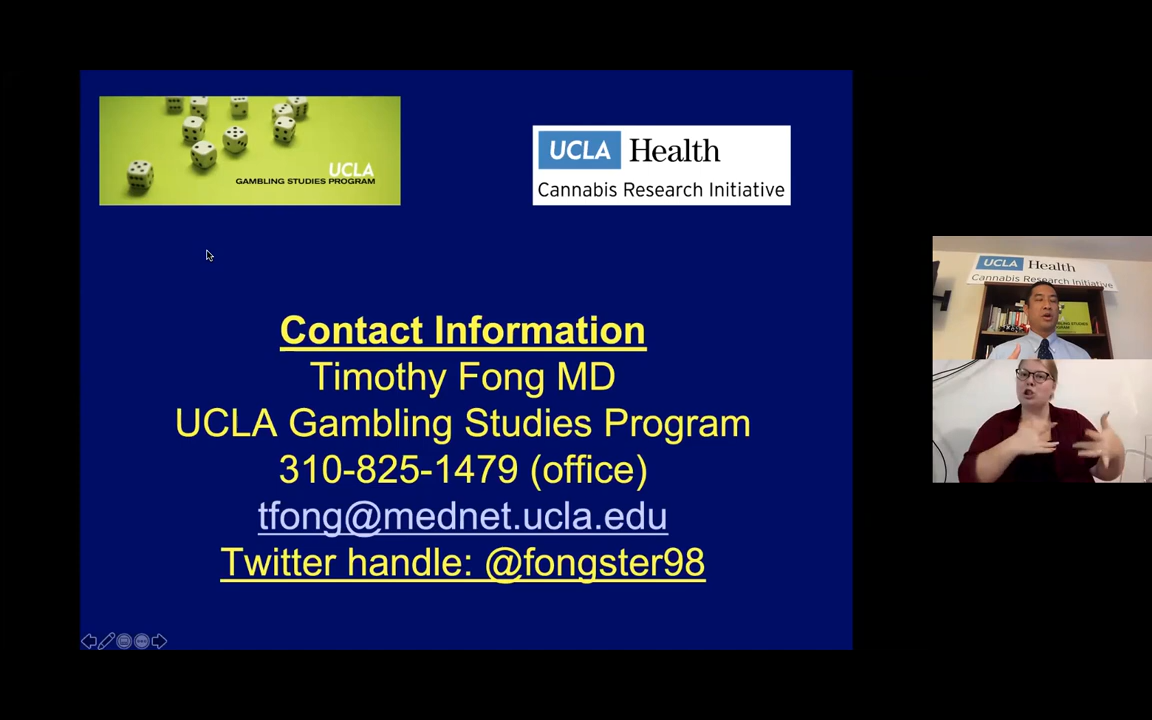 UCLA
GAMBLING STUDIES PROGRAM
UCLA Health
Cannabis Research Initiative
Contact Information
Timothy Fong MD
UCLA Gambling Studies Program
310-825-1479 (office)
tfong@mednet.ucla.edu
Twitter handle: @fongster98
UCLA Health
Cannabis Research Initiative